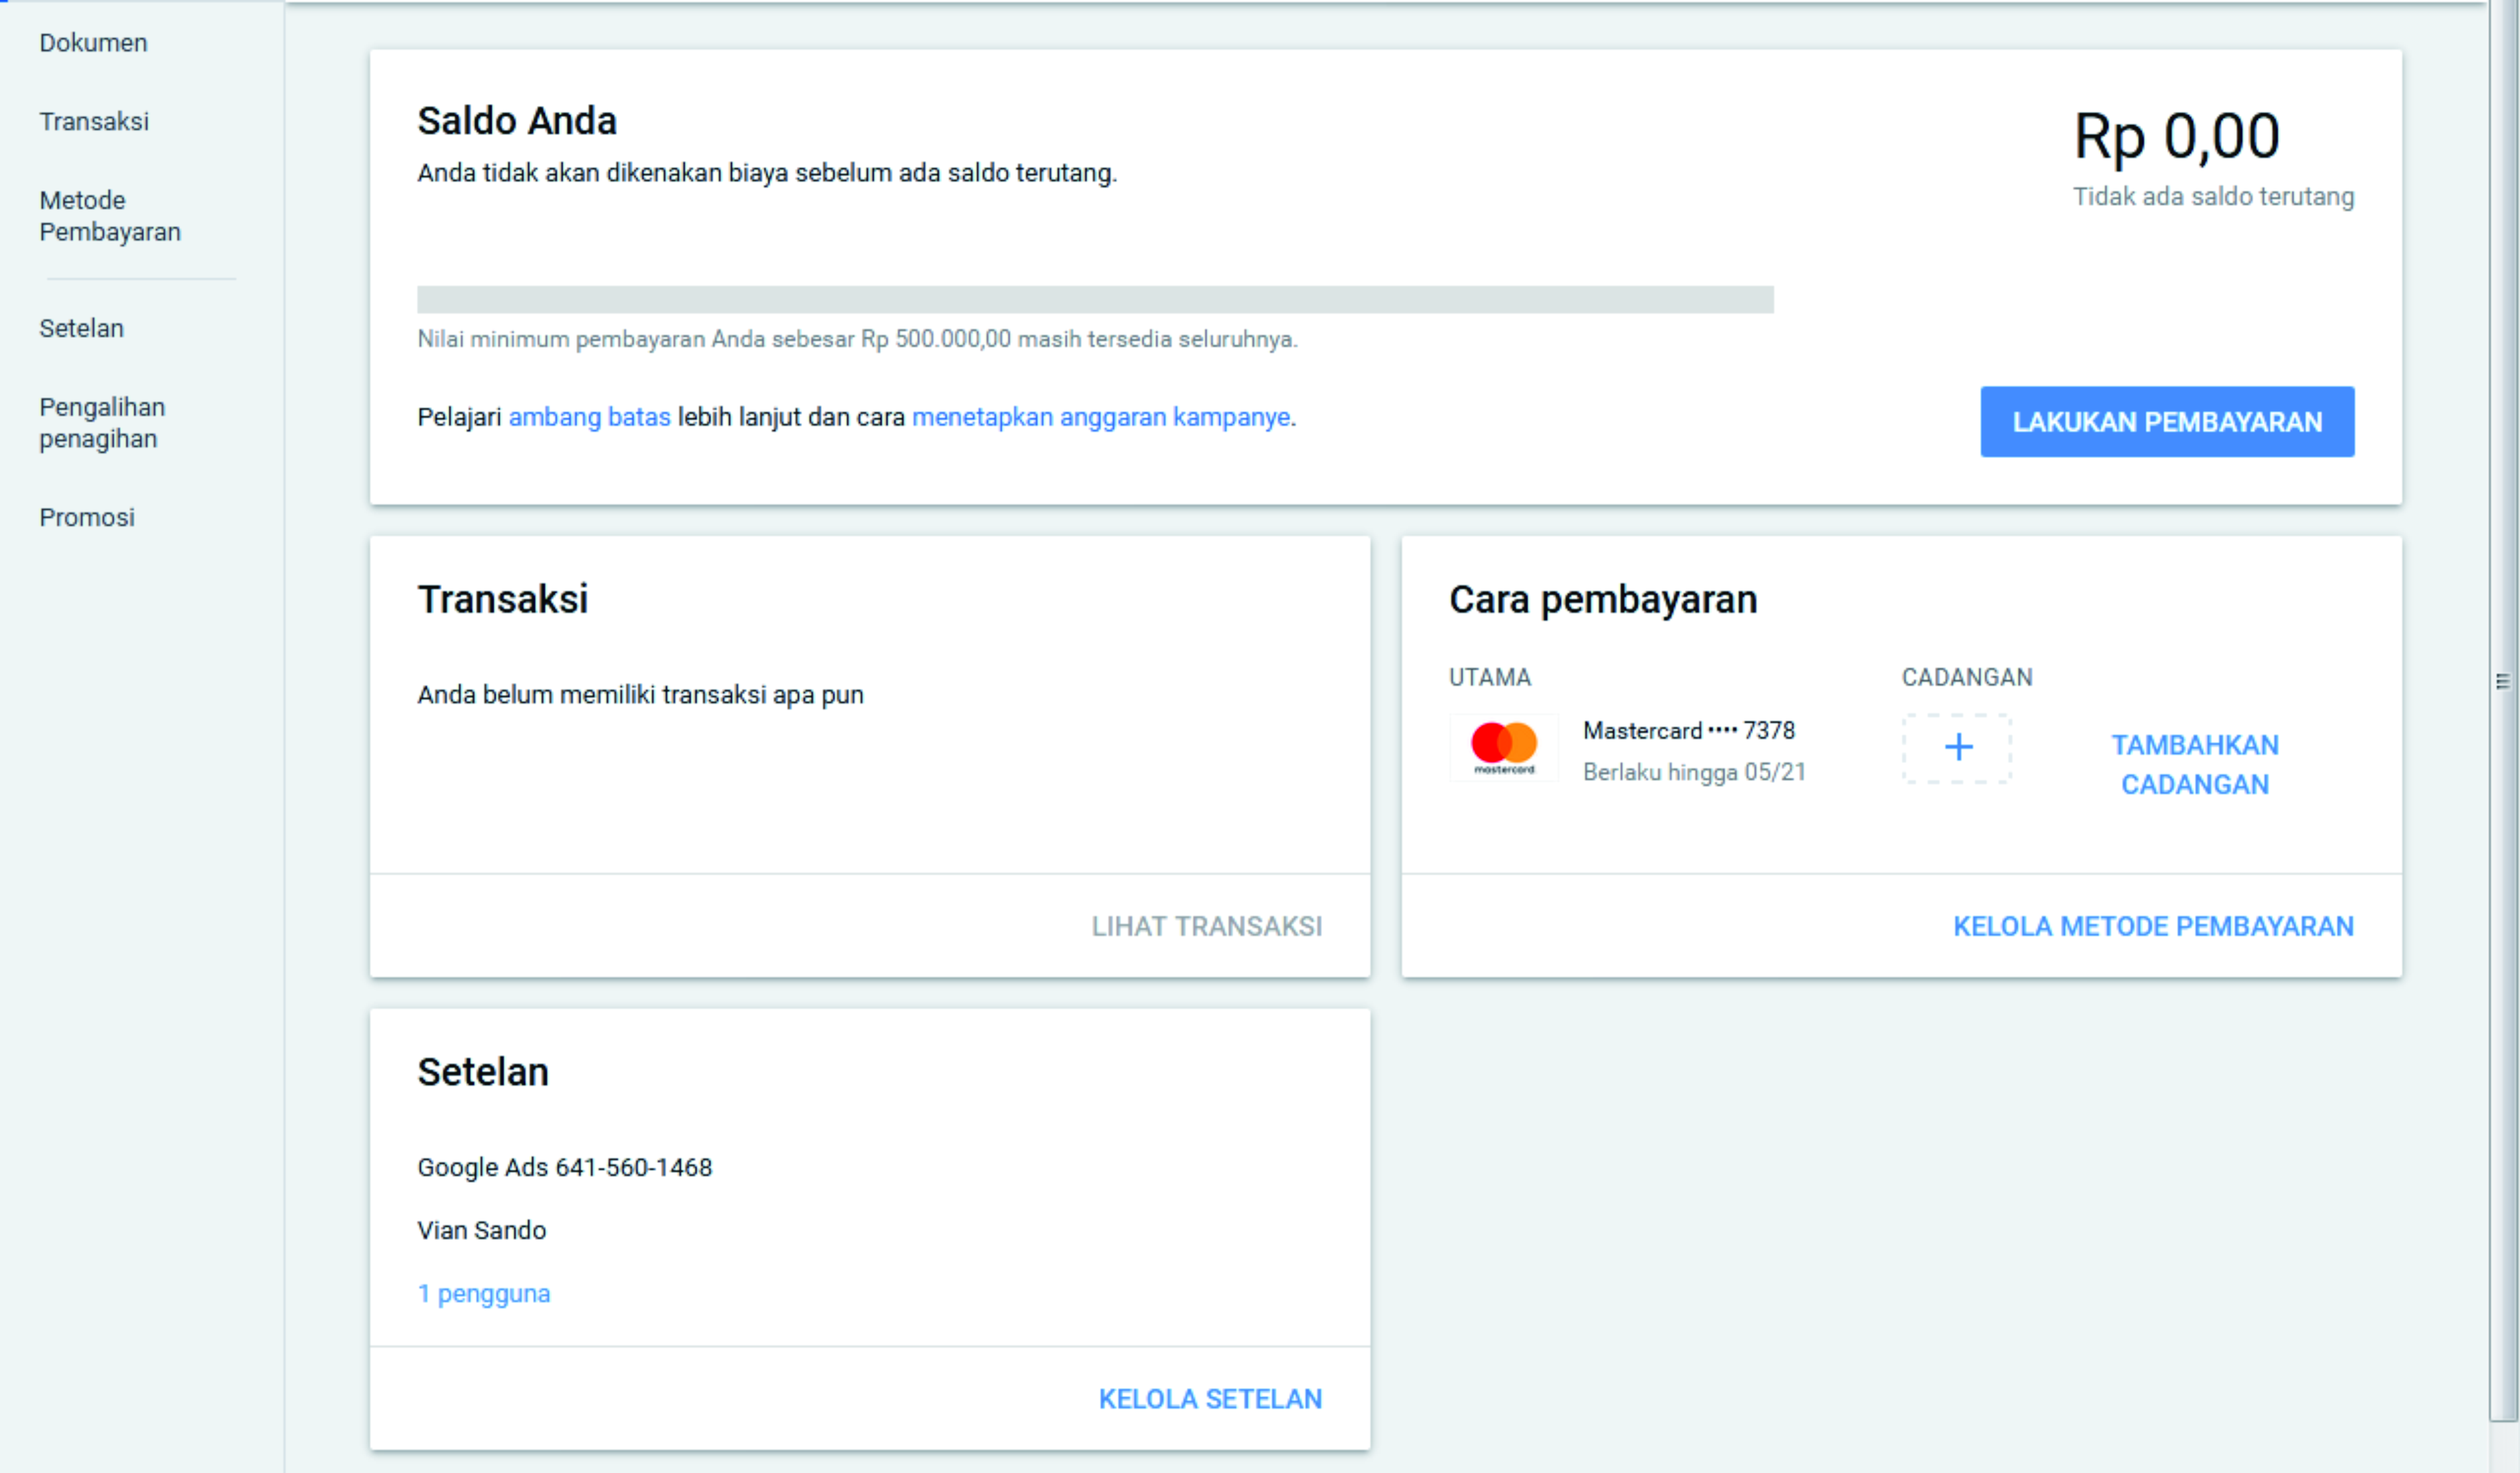 Dokumen
Transaksi
Metode
Pembayaran
Setelan
Pengalihan
penagihan
Promosi
Saldo Anda
Rp 0,00
Anda tidak akan dikenakan biaya sebelum ada saldo terutang.
Tidak ada saldo terutang
Nilai minimum pembayaran Anda sebesar Rp 500.000,00 masih tersedia seluruhnya.
Pelajari ambang batas lebih lanjut dan cara menetapkan anggaran kampanye.
LAKUKAN PEMBAYARAN
Transaksi
Anda belum memiliki transaksi apa pun
LIHAT TRANSAKSI
Cara pembayaran
UTAMA
mastercard
Mastercard •••• 7378
Berlaku hingga 05/21
CADANGAN
+
TAMBAHKAN
CADANGAN
KELOLA METODE PEMBAYARAN
Setelan
Google Ads 641-560-1468
Vian Sando
1 pengguna
KELOLA SETELAN